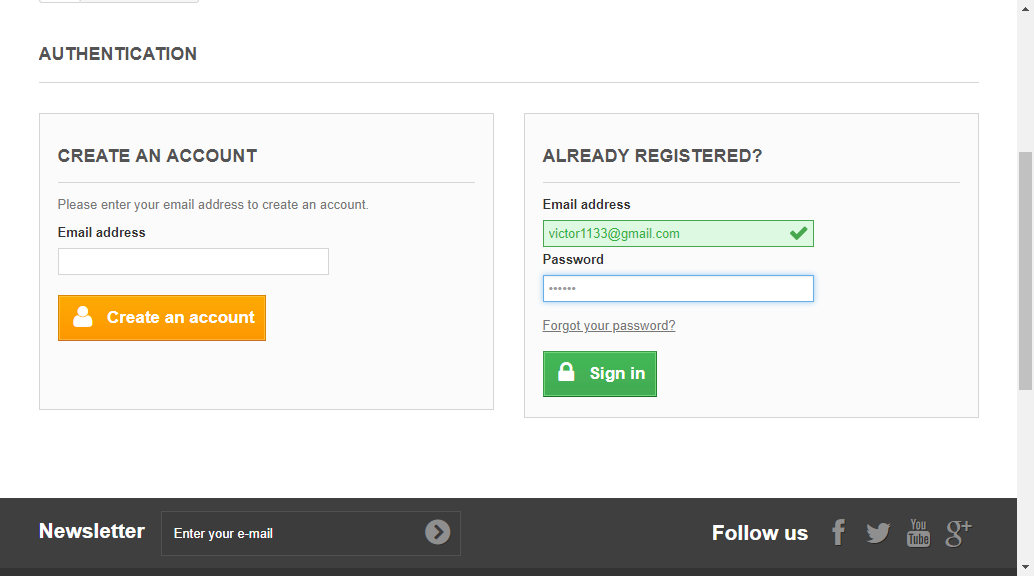 AUTHENTICATION
CREATE AN ACCOUNT
Please enter your email address to create an account.
Email address
Create an account
ALREADY REGISTERED?
Email address
victor1133@gmail.com
Password
••••••
Forgot your password?
Sign in
Newsletter
Enter your e-mail
Follow us
You
Tube
g+